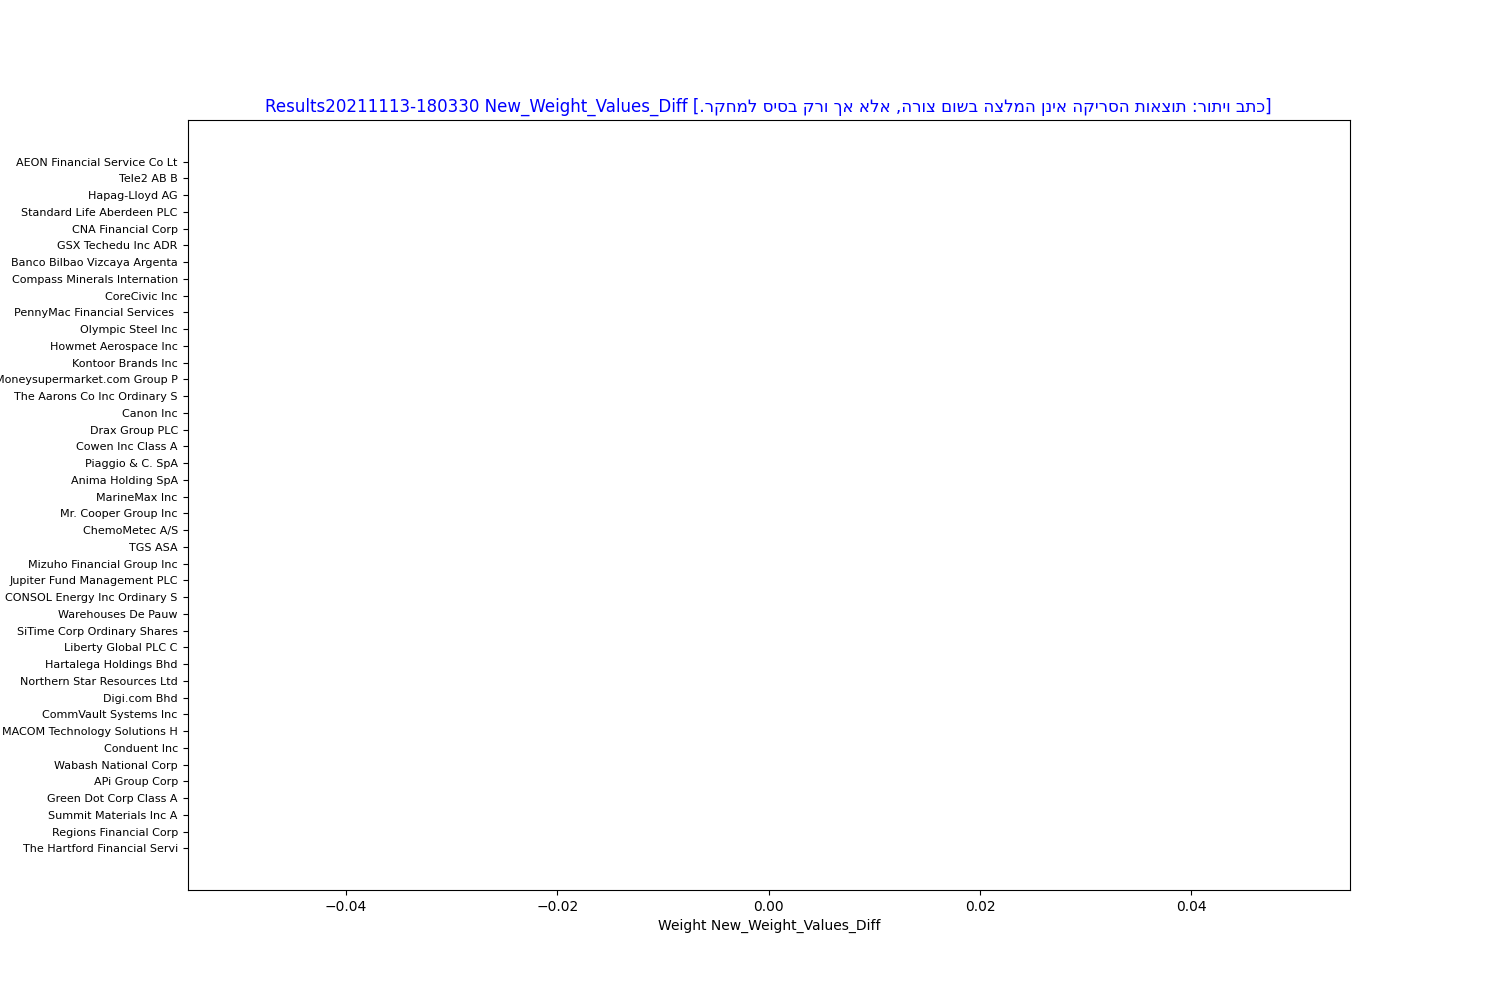 Results20211113-180330 New_Weight_Values_Diff [כתב ויתור: תוצאות הסריקה אינן המלצה בשום צורה, אלא אך ורק בסיס למחקר.]
AEON Financial Service Co Lt
Tele2 AB B
Hapag-Lloyd AG
Standard Life Aberdeen PLC
CNA Financial Corp
GSX Techedu Inc ADR
Banco Bilbao Vizcaya Argenta
Compass Minerals Internation
CoreCivic Inc
PennyMac Financial Services
Olympic Steel Inc
Howmet Aerospace Inc
Kontoor Brands Inc
Moneysupermarket.com Group P
The Aarons Co Inc Ordinary S
Canon Inc
Drax Group PLC
Cowen Inc Class A
Piaggio & C. SpA
Anima Holding SpA
MarineMax Inc
Mr. Cooper Group Inc
ChemoMetec A/S
TGS ASA
Mizuho Financial Group Inc
Jupiter Fund Management PLC
CONSOL Energy Inc Ordinary S
Warehouses De Pauw
SiTime Corp Ordinary Shares
Liberty Global PLC C
Hartalega Holdings Bhd
Northern Star Resources Ltd
Digi.com Bhd
CommVault Systems Inc
MACOM Technology Solutions H
Conduent Inc
Wabash National Corp
APi Group Corp
Green Dot Corp Class A
Summit Materials Inc A
Regions Financial Corp
The Hartford Financial Servi
−0.04 −0.02 0.00 0.02 0.04
Weight New_Weight_Values_Diff